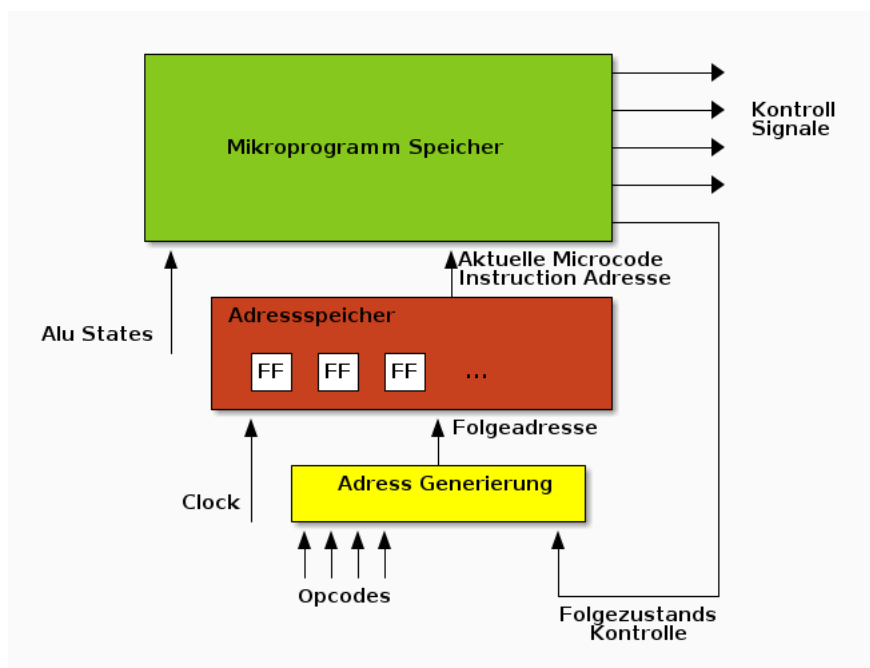 Mikroprogramm Speicher
Kontroll
Signale
Aktuelle Microcode
Instruction Adresse
Alu States
Adressspeicher
FF FF FF ...
Folgeadresse
Clock
Adress Generierung
Opcodes
Folgezustands
Kontrolle